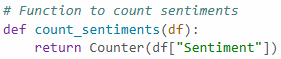 # Function to count sentiments
def count_sentiments(df):
    return Counter(df["Sentiment"])